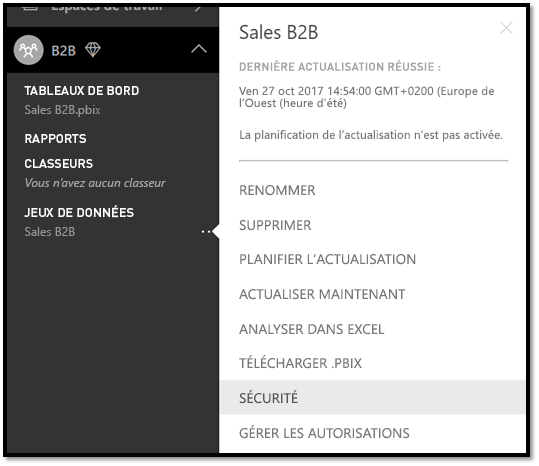 Espaces de travail
B2B
TABLEAUX DE BORD
Sales B2B.pbix
RAPPORTS
CLASSEURS
Vous n'avez aucun classeur
JEUX DE DONNÉES
Sales B2B
Sales B2B
DERNIÈRE ACTUALISATION RÉUSSIE :
Ven 27 oct 2017 14:54:00 GMT+0200 (Europe de
l'Ouest (heure d'été)
La planification de l'actualisation n'est pas activée.
RENOMMER
SUPPRIMER
PLANIFIER L'ACTUALISATION
ACTUALISER MAINTENANT
ANALYSER DANS EXCEL
TÉLÉCHARGER .PBIX
SÉCURITÉ
GÉRER LES AUTORISATIONS